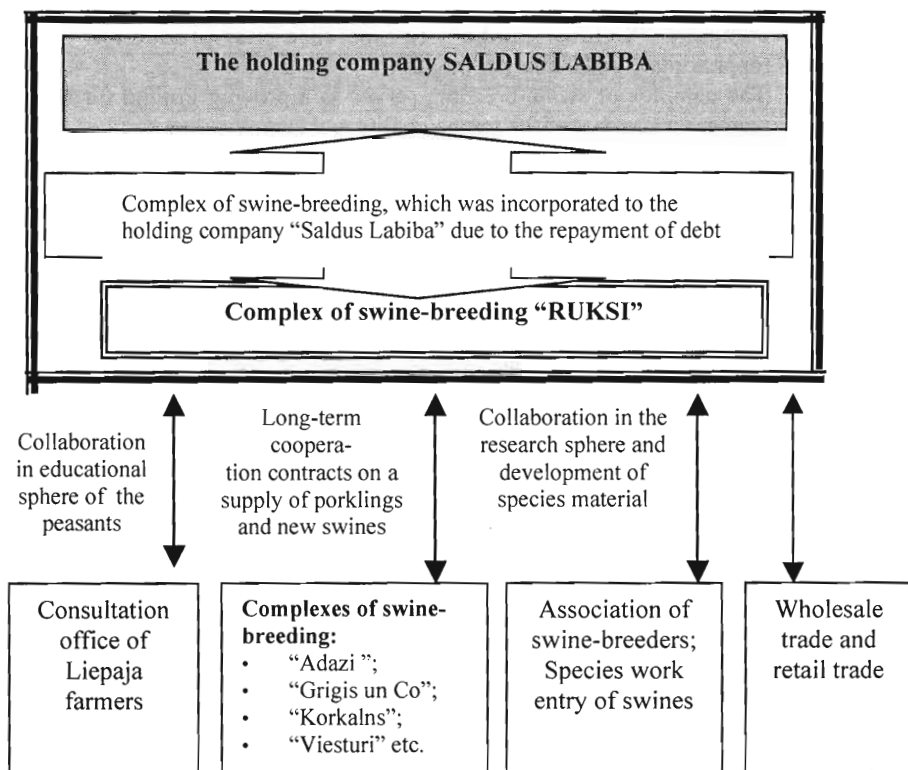 The holding company SALDUS LABIBA
Complex of swine-breeding, which was incorporated to the
holding company “Saldus Labiba” due to the repayment of debt
Complex of swine-breeding “RUKSI”
Collaboration
in educational
sphere of the
peasants
Long-term
coopera-
tion contracts on a
supply of porklings
and new swines
Collaboration in the
research sphere and
development of
species material
Consultation
office of
Liepaja
farmers
Complexes of swine-
breeding:
• “Adazi ”;
• “Grigis un Co”;
• “Korkalns”;
• “Viesturi” etc.
Association of
swine-breeders;
Species work
entry of swines
Wholesale
trade and
retail trade